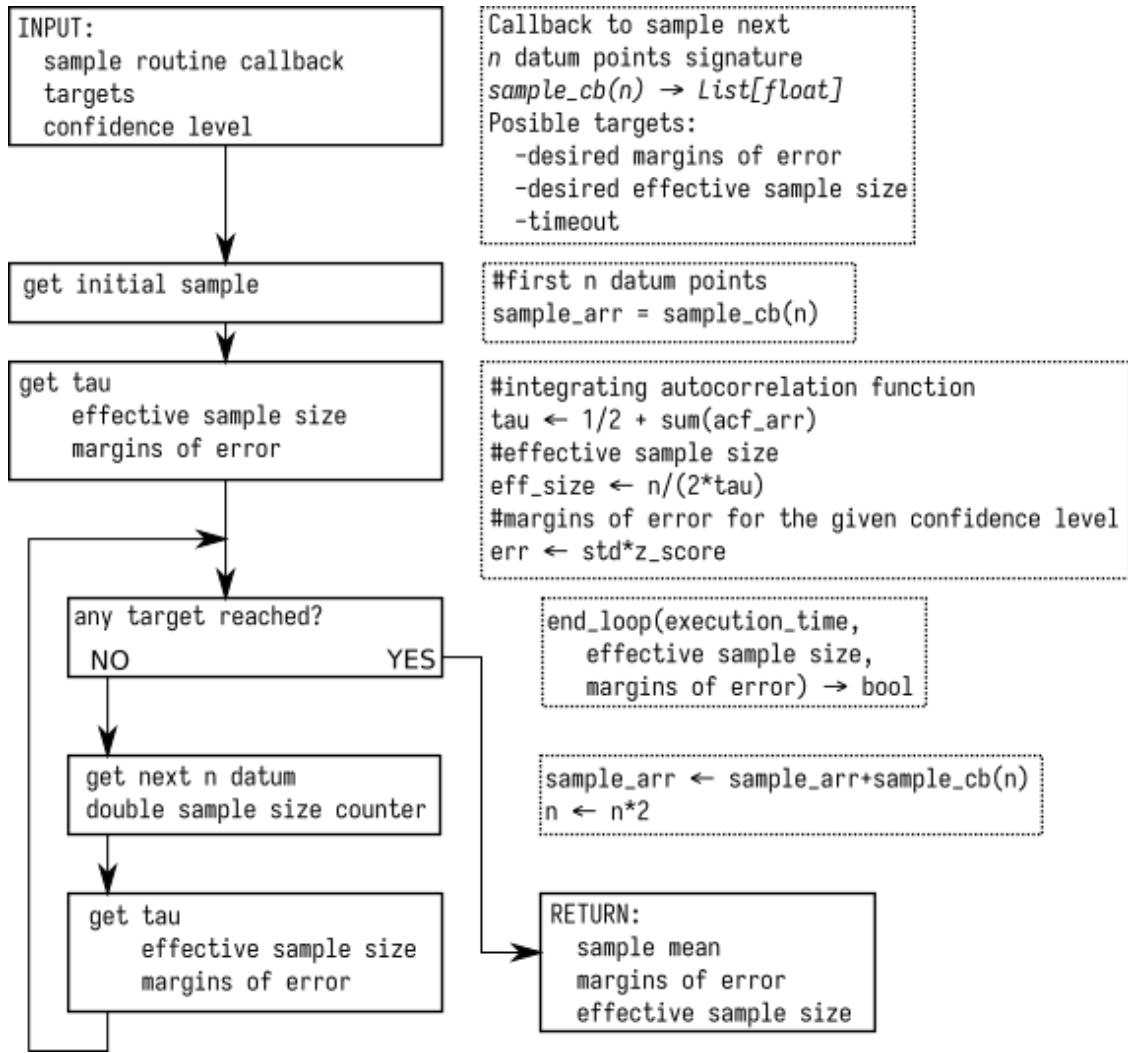 INPUT:
sample routine callback
targets
confidence level
Callback to sample next
n datum points signature
sample_cb(n) → List[float]
Posible targets:
-desired margins of error
-desired effective sample size
-timeout
get initial sample
#first n datum points
sample_arr = sample_cb(n)
get tau
effective sample size
margins of error
#integrating autocorrelation function
tau ← 1/2 + sum(acf_arr)
#effective sample size
eff_size ← n/(2*tau)
#margins of error for the given confidence level
err ← std*z_score
any target reached?
NO YES
end_loop(execution_time,
effective sample size,
margins of error) → bool
get next n datum
double sample size counter
sample_arr ← sample_arr+sample_cb(n)
n ← n*2
get tau
effective sample size
margins of error
RETURN:
sample mean
margins of error
effective sample size